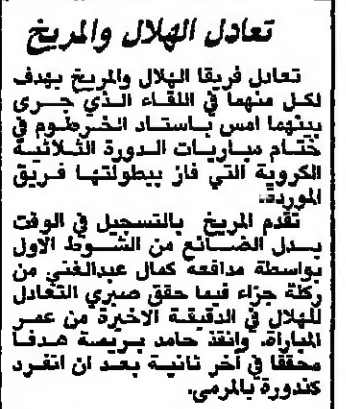 تعادل الهلال والمريخ
تعادل فريقا الهلال والمريخ بهدف
لكل منهما في اللقاء الذي جرى
بينهما امس باستاد الخرطوم في
ختام مباريات الدورة الثلاثية
الكروية التي فاز ببطولتها فريق
الموردة.
تقدم المريخ بالتسجيل في الوقت
بدل الضائع من الشوط الاول
بواسطة مدافعه كمال عبدالغني من
ركلة جزاء فيما حقق صبري التعادل
للهلال في الدقيقة الاخيرة من عمر
المباراة. وانقذ حامد بريمة هدفا
محققا في آخر ثانية بعد ان انفرد
كندورة بالمرمى.